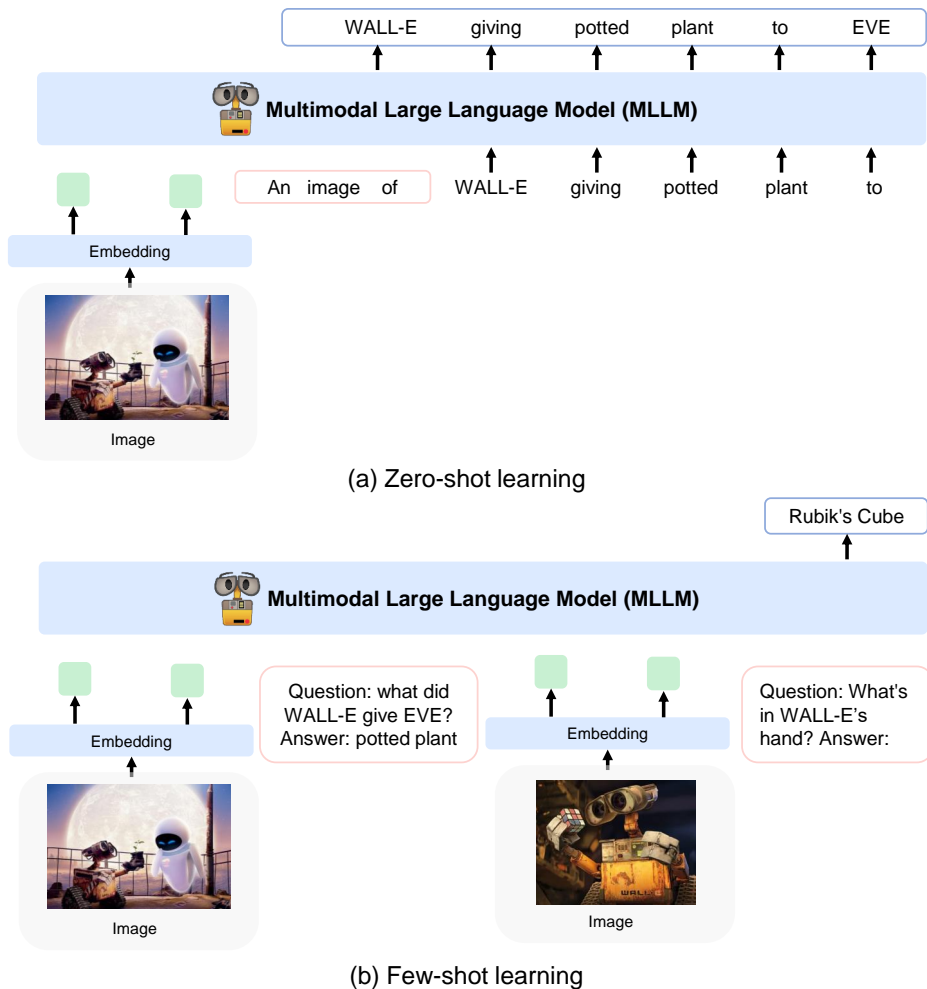 WALL-E giving potted plant to EVE
Multimodal Large Language Model (MLLM)
An image of WALL-E giving potted plant to
Embedding
Image
(a) Zero-shot learning
Rubik's Cube
Multimodal Large Language Model (MLLM)
Question: what did
WALL-E give EVE?
Answer: potted plant
Question: What's
in WALL-E’s
hand? Answer:
Embedding
Embedding
WALL-E
Image
Image
(b) Few-shot learning